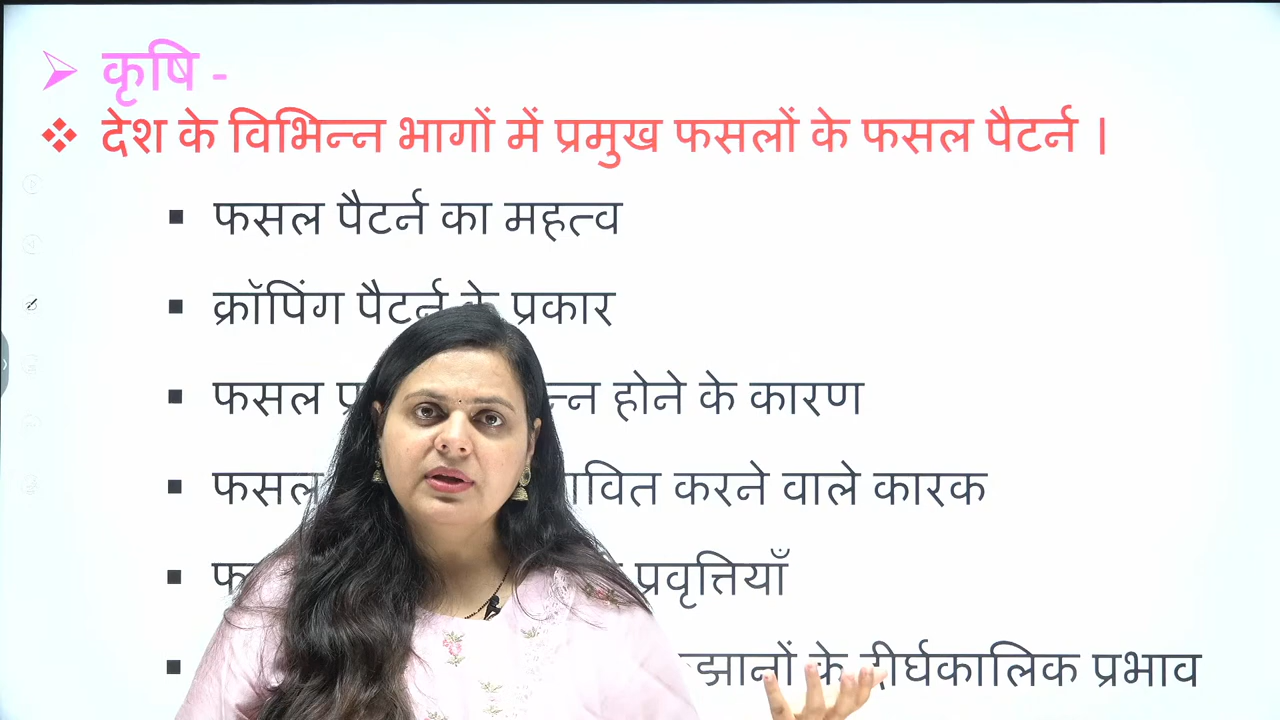 कृषि -
देश के विभिन्न भागों में प्रमुख फसलों के फसल पैटर्न ।
फसल पैटर्न का महत्व
क्रॉपिंग पैटर्न के प्रकार
फसल होने के कारण
फसल करने वाले कारक
प्रवृत्तियाँ
के दीर्घकालिक प्रभाव